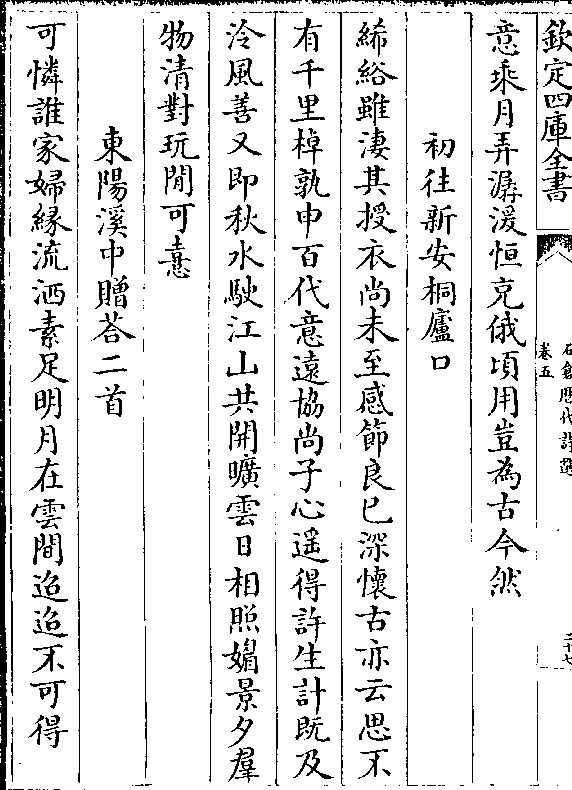 欽定四庫全書
石倉歴代詩選
卷五
二十七
意乘月弄潺湲恒克俄頃用豈為古今然
初往新安桐廬口
絺綌雖淒其授衣尚未至感節良已深懷古亦云思不
有千里棹孰申百代意遠協尚子心遥得許生計既及
泠風善又即秋水駛江山共開曠雲日相照媚景夕羣
物清對玩閒可憙
東陽溪中贈荅二首
可憐誰家婦緣流洒素足明月在雲間迢迢不可得